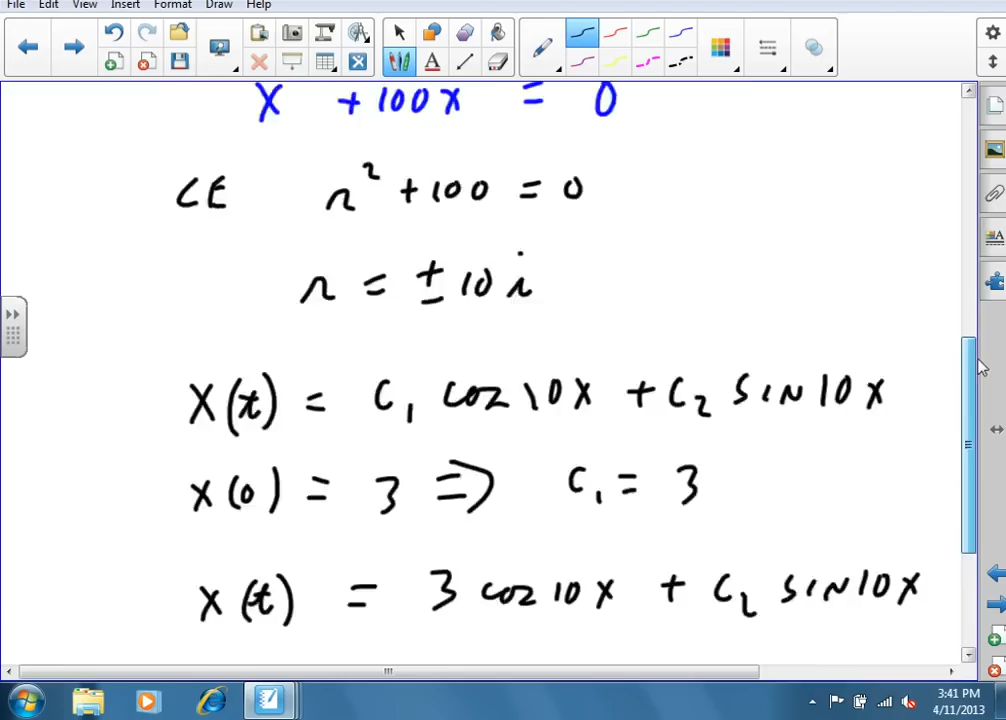 File Edit View Insert Format Tools Draw Help
x + 100x = 0
CE r² + 100 = 0
r = ± 10 i
x(t) = c₁ cos 10x + c₂ sin 10x
x(0) = 3 ⇒ c₁ = 3
x(t) = 3 cos 10x + c₂ sin 10x
3:41 PM
4/11/2013